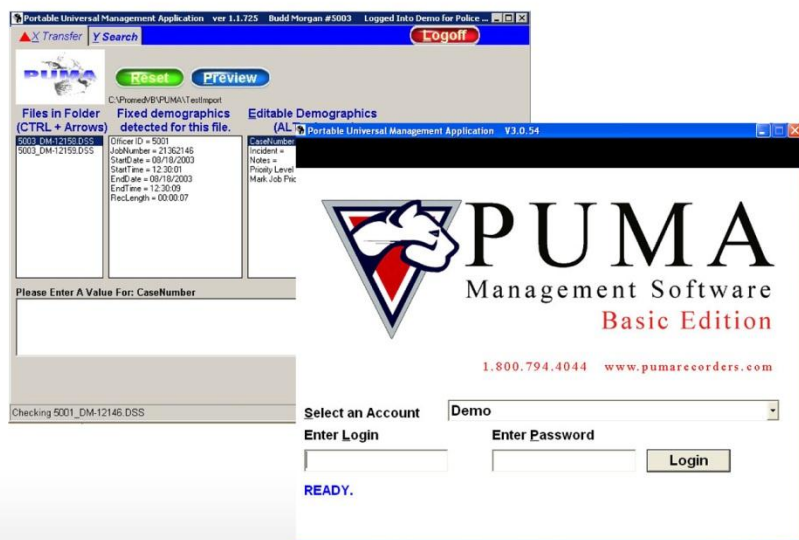 Portable Universal Management Application ver 1.1.725 Budd Morgan #5003 Logged Into Demo for Police ...
X Transfer Y Search Logoff
PUMA
Reset Preview
C:\PromedVB\PUMA\TestImport
Files in Folder
(CTRL + Arrows)
Fixed demographics
detected for this file.
Editable Demographics
(ALT
5003_DM-12158.DSS
5003_DM-12159.DSS
Officer ID = 5001
JobNumber = 21362146
StartDate = 08/18/2003
StartTime = 12:30:01
EndDate = 08/18/2003
EndTime = 12:30:09
RecLength = 00:00:07
CaseNumber
Incident =
Notes =
Priority Level
Mark Job Prio
Please Enter A Value For: CaseNumber
Checking 5001_DM-12146.DSS
Portable Universal Management Application V3.0.54
PUMA
Management Software
Basic Edition
1.800.794.4044 www.pumarecorders.com
Select an Account Demo
Enter Login Enter Password
Login
READY.